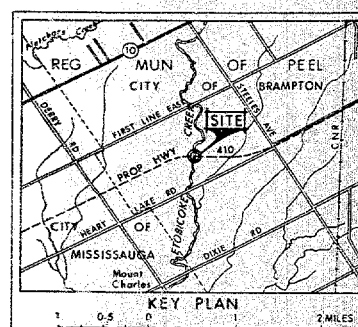 Fletchers Creek
10
REG MUN OF PEEL
CITY OF BRAMPTON
DERRY RD
FIRST LINE EAST
CREEK
STEELES AVE
SITE
410
C N R
PROP HWY
HEART LAKE RD
ETOBICOKE
CITY OF
MISSISSAUGA
DIXIE RD
Mount
Charles
KEY PLAN
0·5 0 1 2 MILES